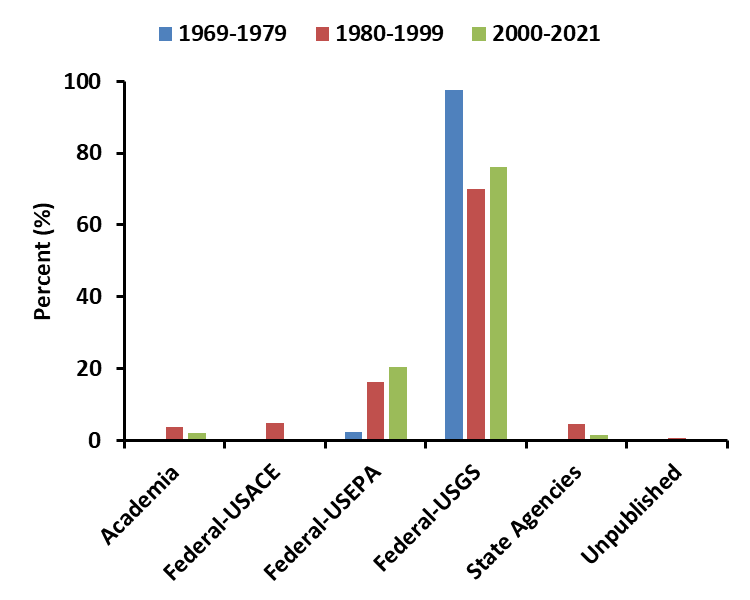 1969-1979 1980-1999 2000-2021
100
80
60
40
20
0
Percent (%)
Academia
Federal-USACE
Federal-USEPA
Federal-USGS
State Agencies
Unpublished